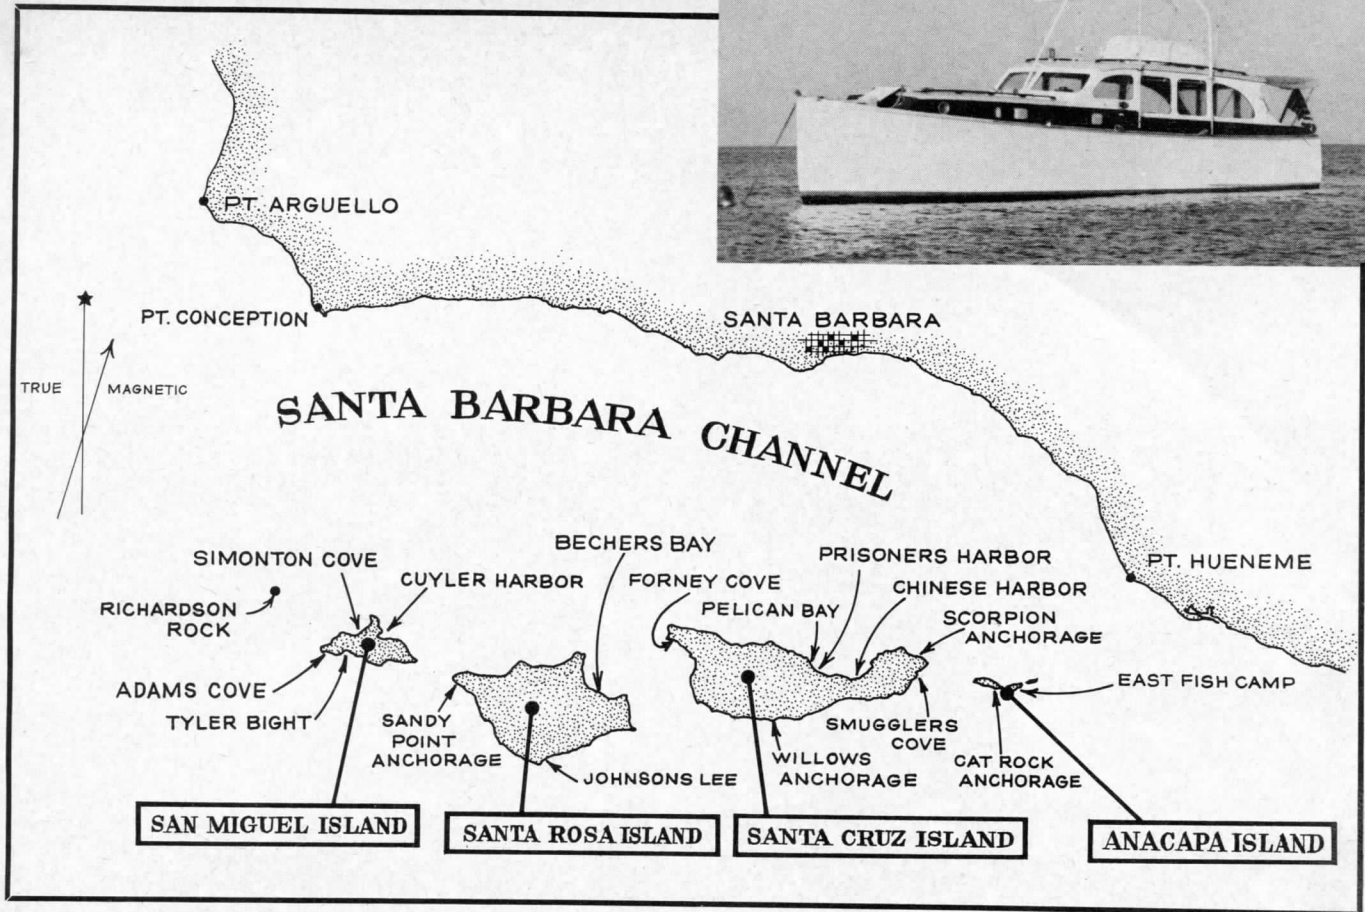 PT. ARGUELLO
PT. CONCEPTION
SANTA BARBARA
TRUE
MAGNETIC
SANTA BARBARA CHANNEL
PT. HUENEME
SIMONTON COVE
CUYLER HARBOR
RICHARDSON
ROCK
ADAMS COVE
TYLER BIGHT
BECHERS BAY
SANDY
POINT
ANCHORAGE
JOHNSONS LEE
FORNEY COVE
PELICAN BAY
PRISONERS HARBOR
CHINESE HARBOR
SCORPION
ANCHORAGE
SMUGGLERS
COVE
WILLOWS
ANCHORAGE
EAST FISH CAMP
CAT ROCK
ANCHORAGE
SAN MIGUEL ISLAND
SANTA ROSA ISLAND
SANTA CRUZ ISLAND
ANACAPA ISLAND